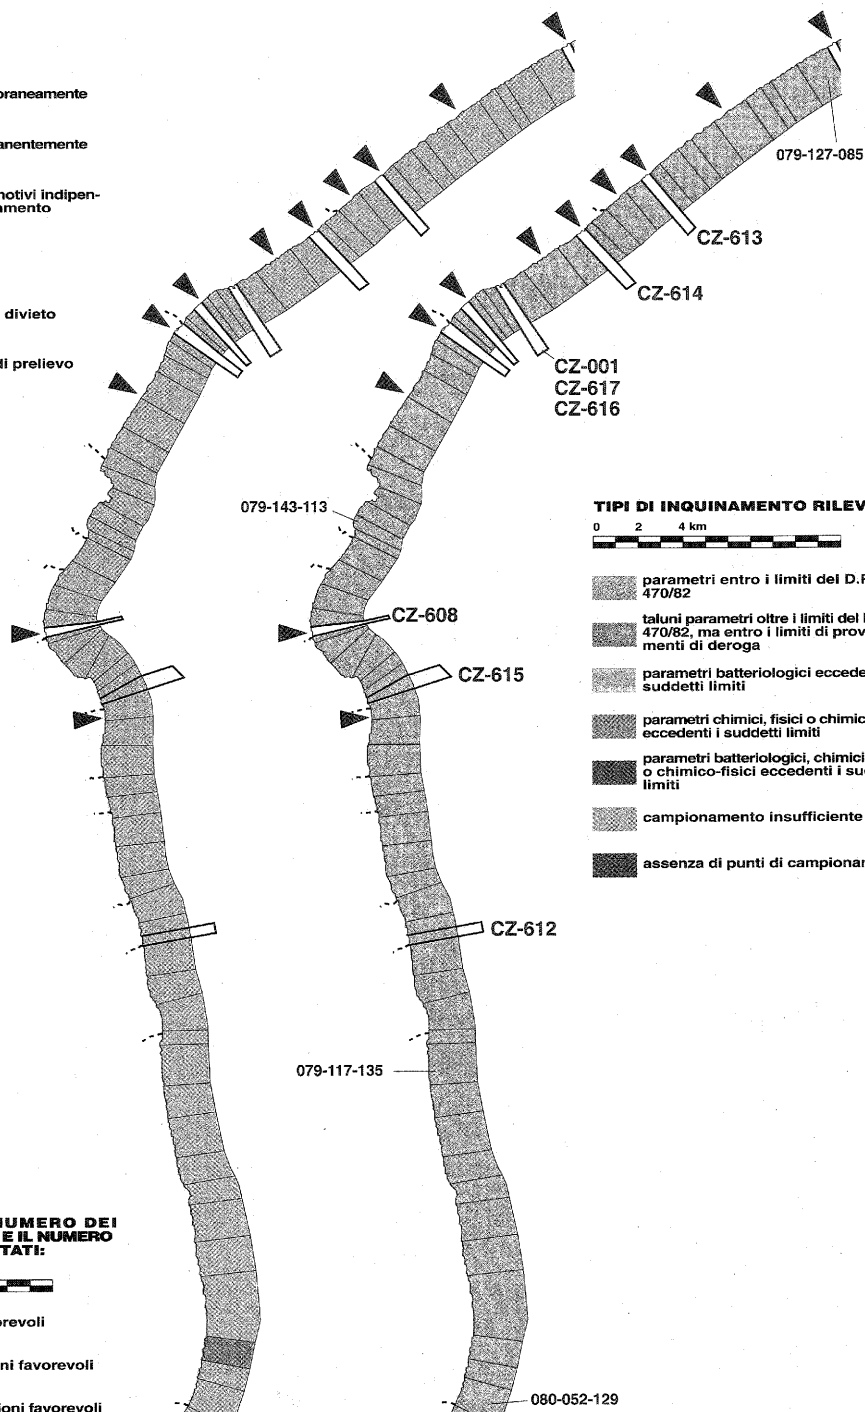 oraneamente
anentemente
motivi indipen-
amento
divieto
di prelievo
079-127-085
CZ-613
CZ-614
CZ-001
CZ-617
CZ-616
079-143-113
CZ-608
CZ-615
CZ-612
079-117-135
080-052-129
TIPI DI INQUINAMENTO RILEV
0 2 4 km
parametri entro i limiti del D.P
470/82
taluni parametri oltre i limiti del
470/82, ma entro i limiti di prov
menti di deroga
parametri batteriologici eccede
suddetti limiti
parametri chimici, fisici o chimic
eccedenti i suddetti limiti
parametri batteriologici, chimici
o chimico-fisici eccedenti i su
limiti
campionamento insufficiente
assenza di punti di campionar
NUMERO DEI
E IL NUMERO
TATI:
orevoli
ni favorevoli
ioni favorevoli